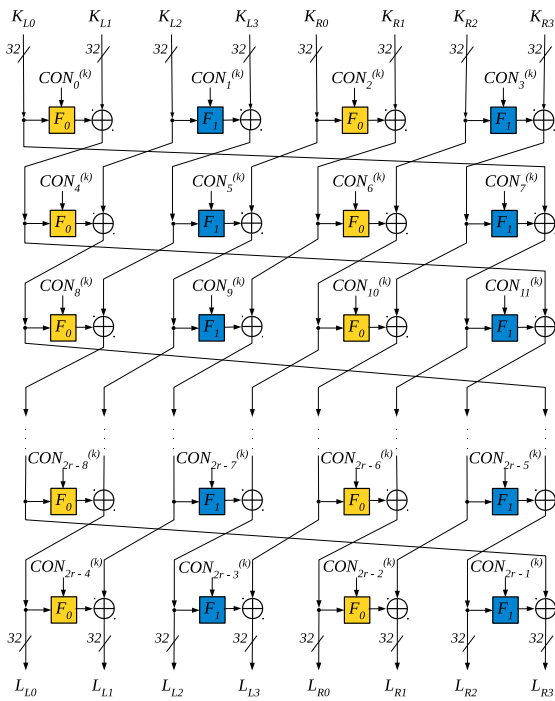 K_L0 K_L1 K_L2 K_L3 K_R0 K_R1 K_R2 K_R3
32 32 32 32 32 32 32 32
CON_0^(k) CON_1^(k) CON_2^(k) CON_3^(k)
F_0 F_1 F_0 F_1
CON_4^(k) CON_5^(k) CON_6^(k) CON_7^(k)
F_0 F_1 F_0 F_1
CON_8^(k) CON_9^(k) CON_10^(k) CON_11^(k)
F_0 F_1 F_0 F_1
CON_2r-8^(k) CON_2r-7^(k) CON_2r-6^(k) CON_2r-5^(k)
F_0 F_1 F_0 F_1
CON_2r-4^(k) CON_2r-3^(k) CON_2r-2^(k) CON_2r-1^(k)
F_0 F_1 F_0 F_1
32 32 32 32 32 32 32 32
L_L0 L_L1 L_L2 L_L3 L_R0 L_R1 L_R2 L_R3